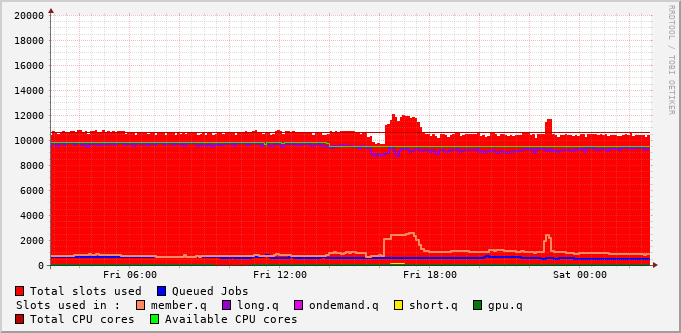 20000
18000
16000
14000
12000
10000
8000
6000
4000
2000
0
Fri 06:00 Fri 12:00 Fri 18:00 Sat 00:00
RRDTOOL / TOBI OETIKER
Total slots used Queued Jobs
Slots used in : member.q long.q ondemand.q short.q gpu.q
Total CPU cores Available CPU cores